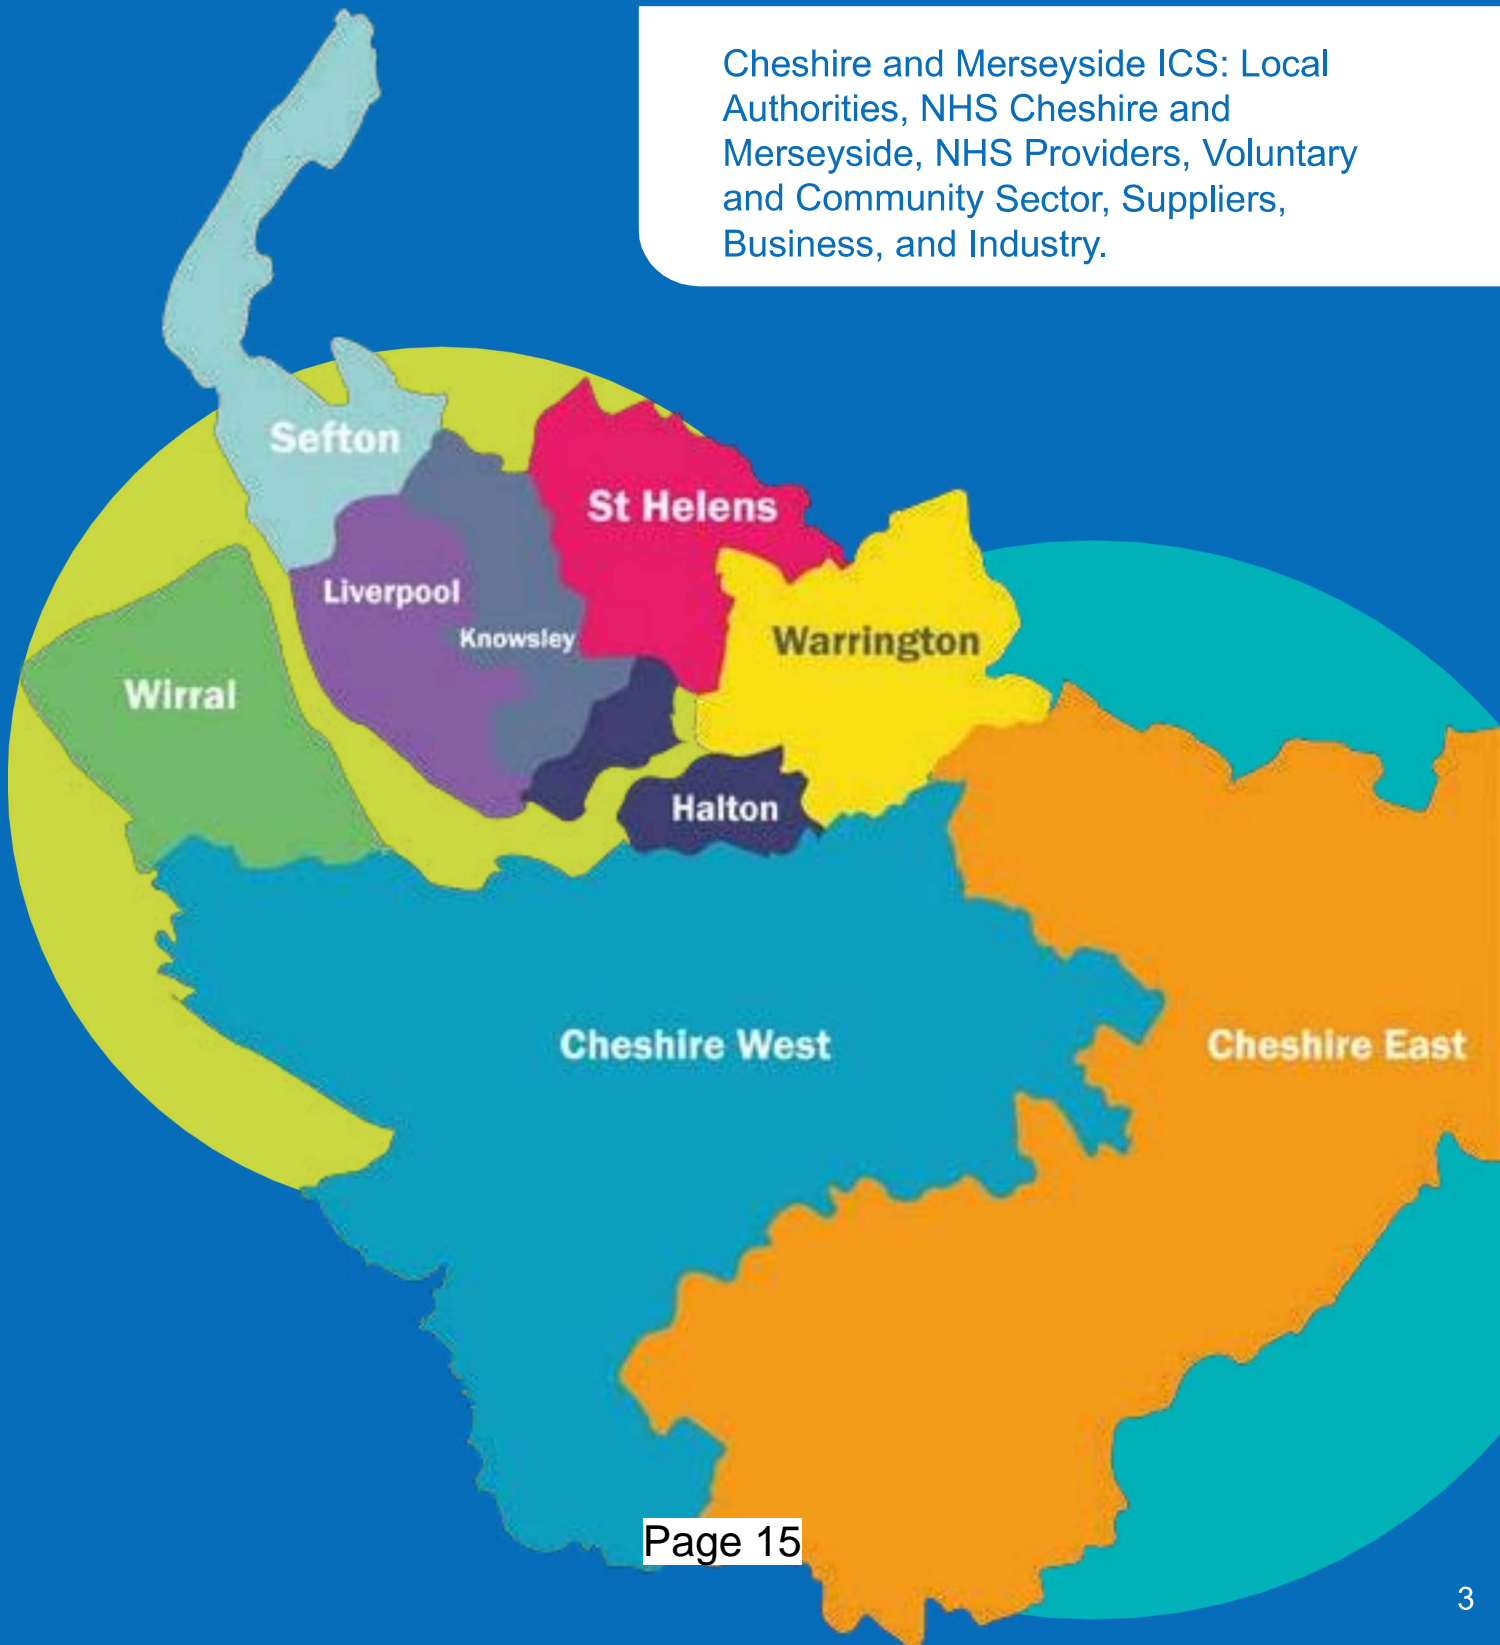 Cheshire and Merseyside ICS: Local
Authorities, NHS Cheshire and
Merseyside, NHS Providers, Voluntary
and Community Sector, Suppliers,
Business, and Industry.
Sefton
St Helens
Liverpool
Knowsley
Warrington
Wirral
Halton
Cheshire West
Cheshire East
Page 15
3